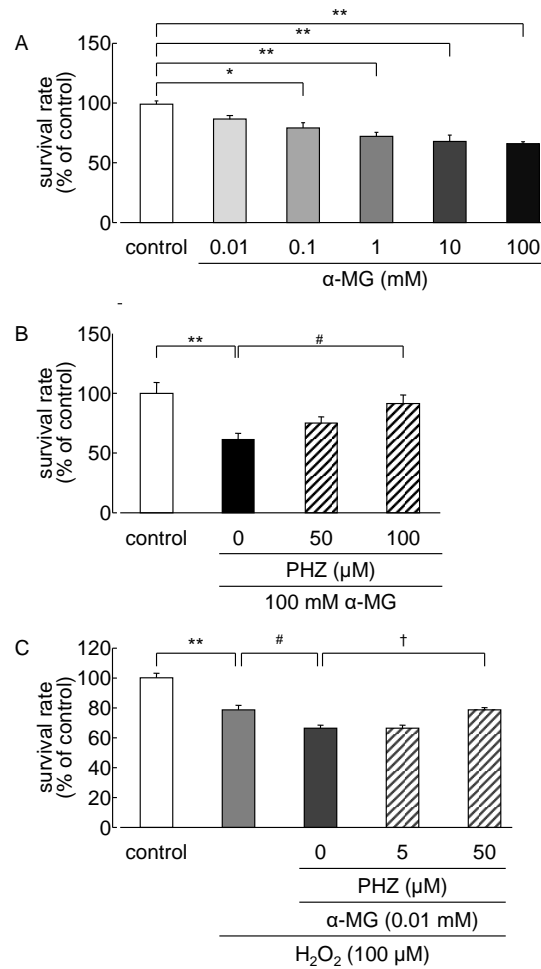 A
**
**
**
*
survival rate
(% of control)
150
100
50
0
control 0.01 0.1 1 10 100
α-MG (mM)
-
B
** #
survival rate
(% of control)
150
100
50
0
control 0 50 100
PHZ (μM)
100 mM α-MG
C
** # †
survival rate
(% of control)
120
100
80
60
40
20
0
control 0 5 50
PHZ (μM)
α-MG (0.01 mM)
H₂O₂ (100 μM)